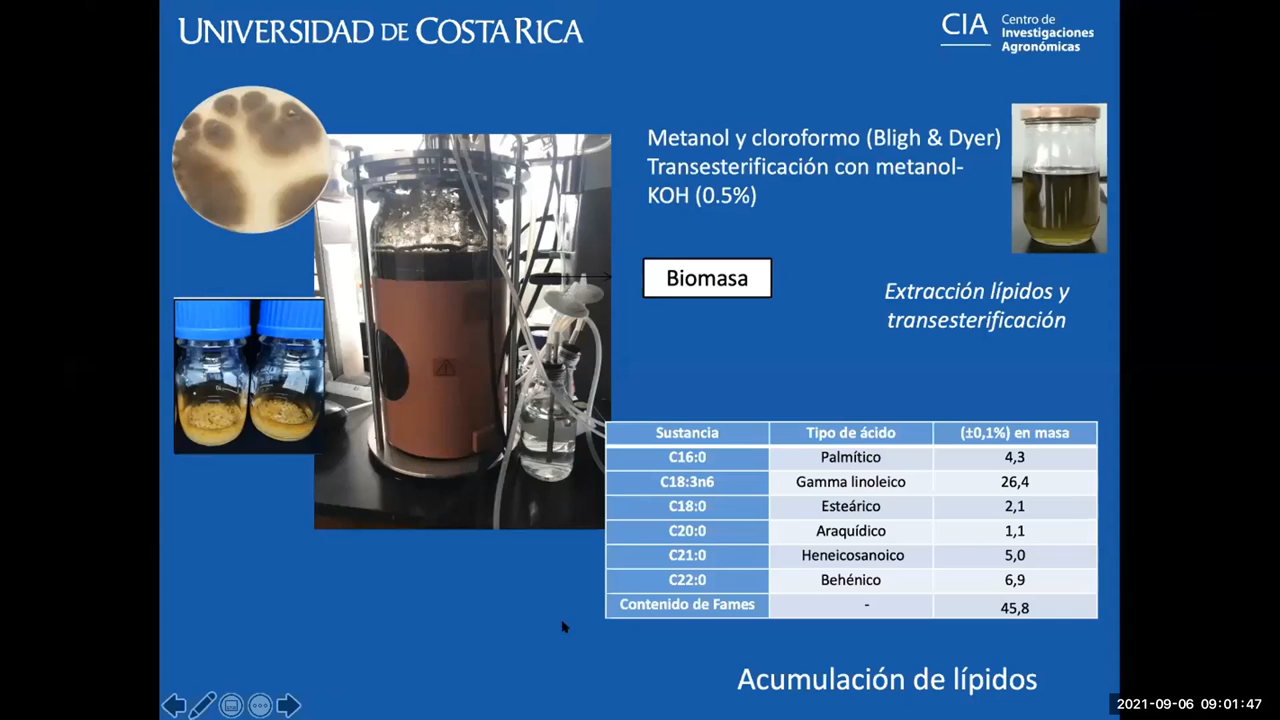 UNIVERSIDAD DE COSTA RICA
CIA Centro de
Investigaciones
Agronómicas
Metanol y cloroformo (Bligh & Dyer)
Transesterificación con metanol-
KOH (0.5%)
Biomasa
Extracción lípidos y
transesterificación
Sustancia Tipo de ácido (±0,1%) en masa
C16:0 Palmítico 4,3
C18:3n6 Gamma linoleico 26,4
C18:0 Esteárico 2,1
C20:0 Araquídico 1,1
C21:0 Heneicosanoico 5,0
C22:0 Behénico 6,9
Contenido de Fames - 45,8
Acumulación de lípidos
2021-09-06 09:01:47